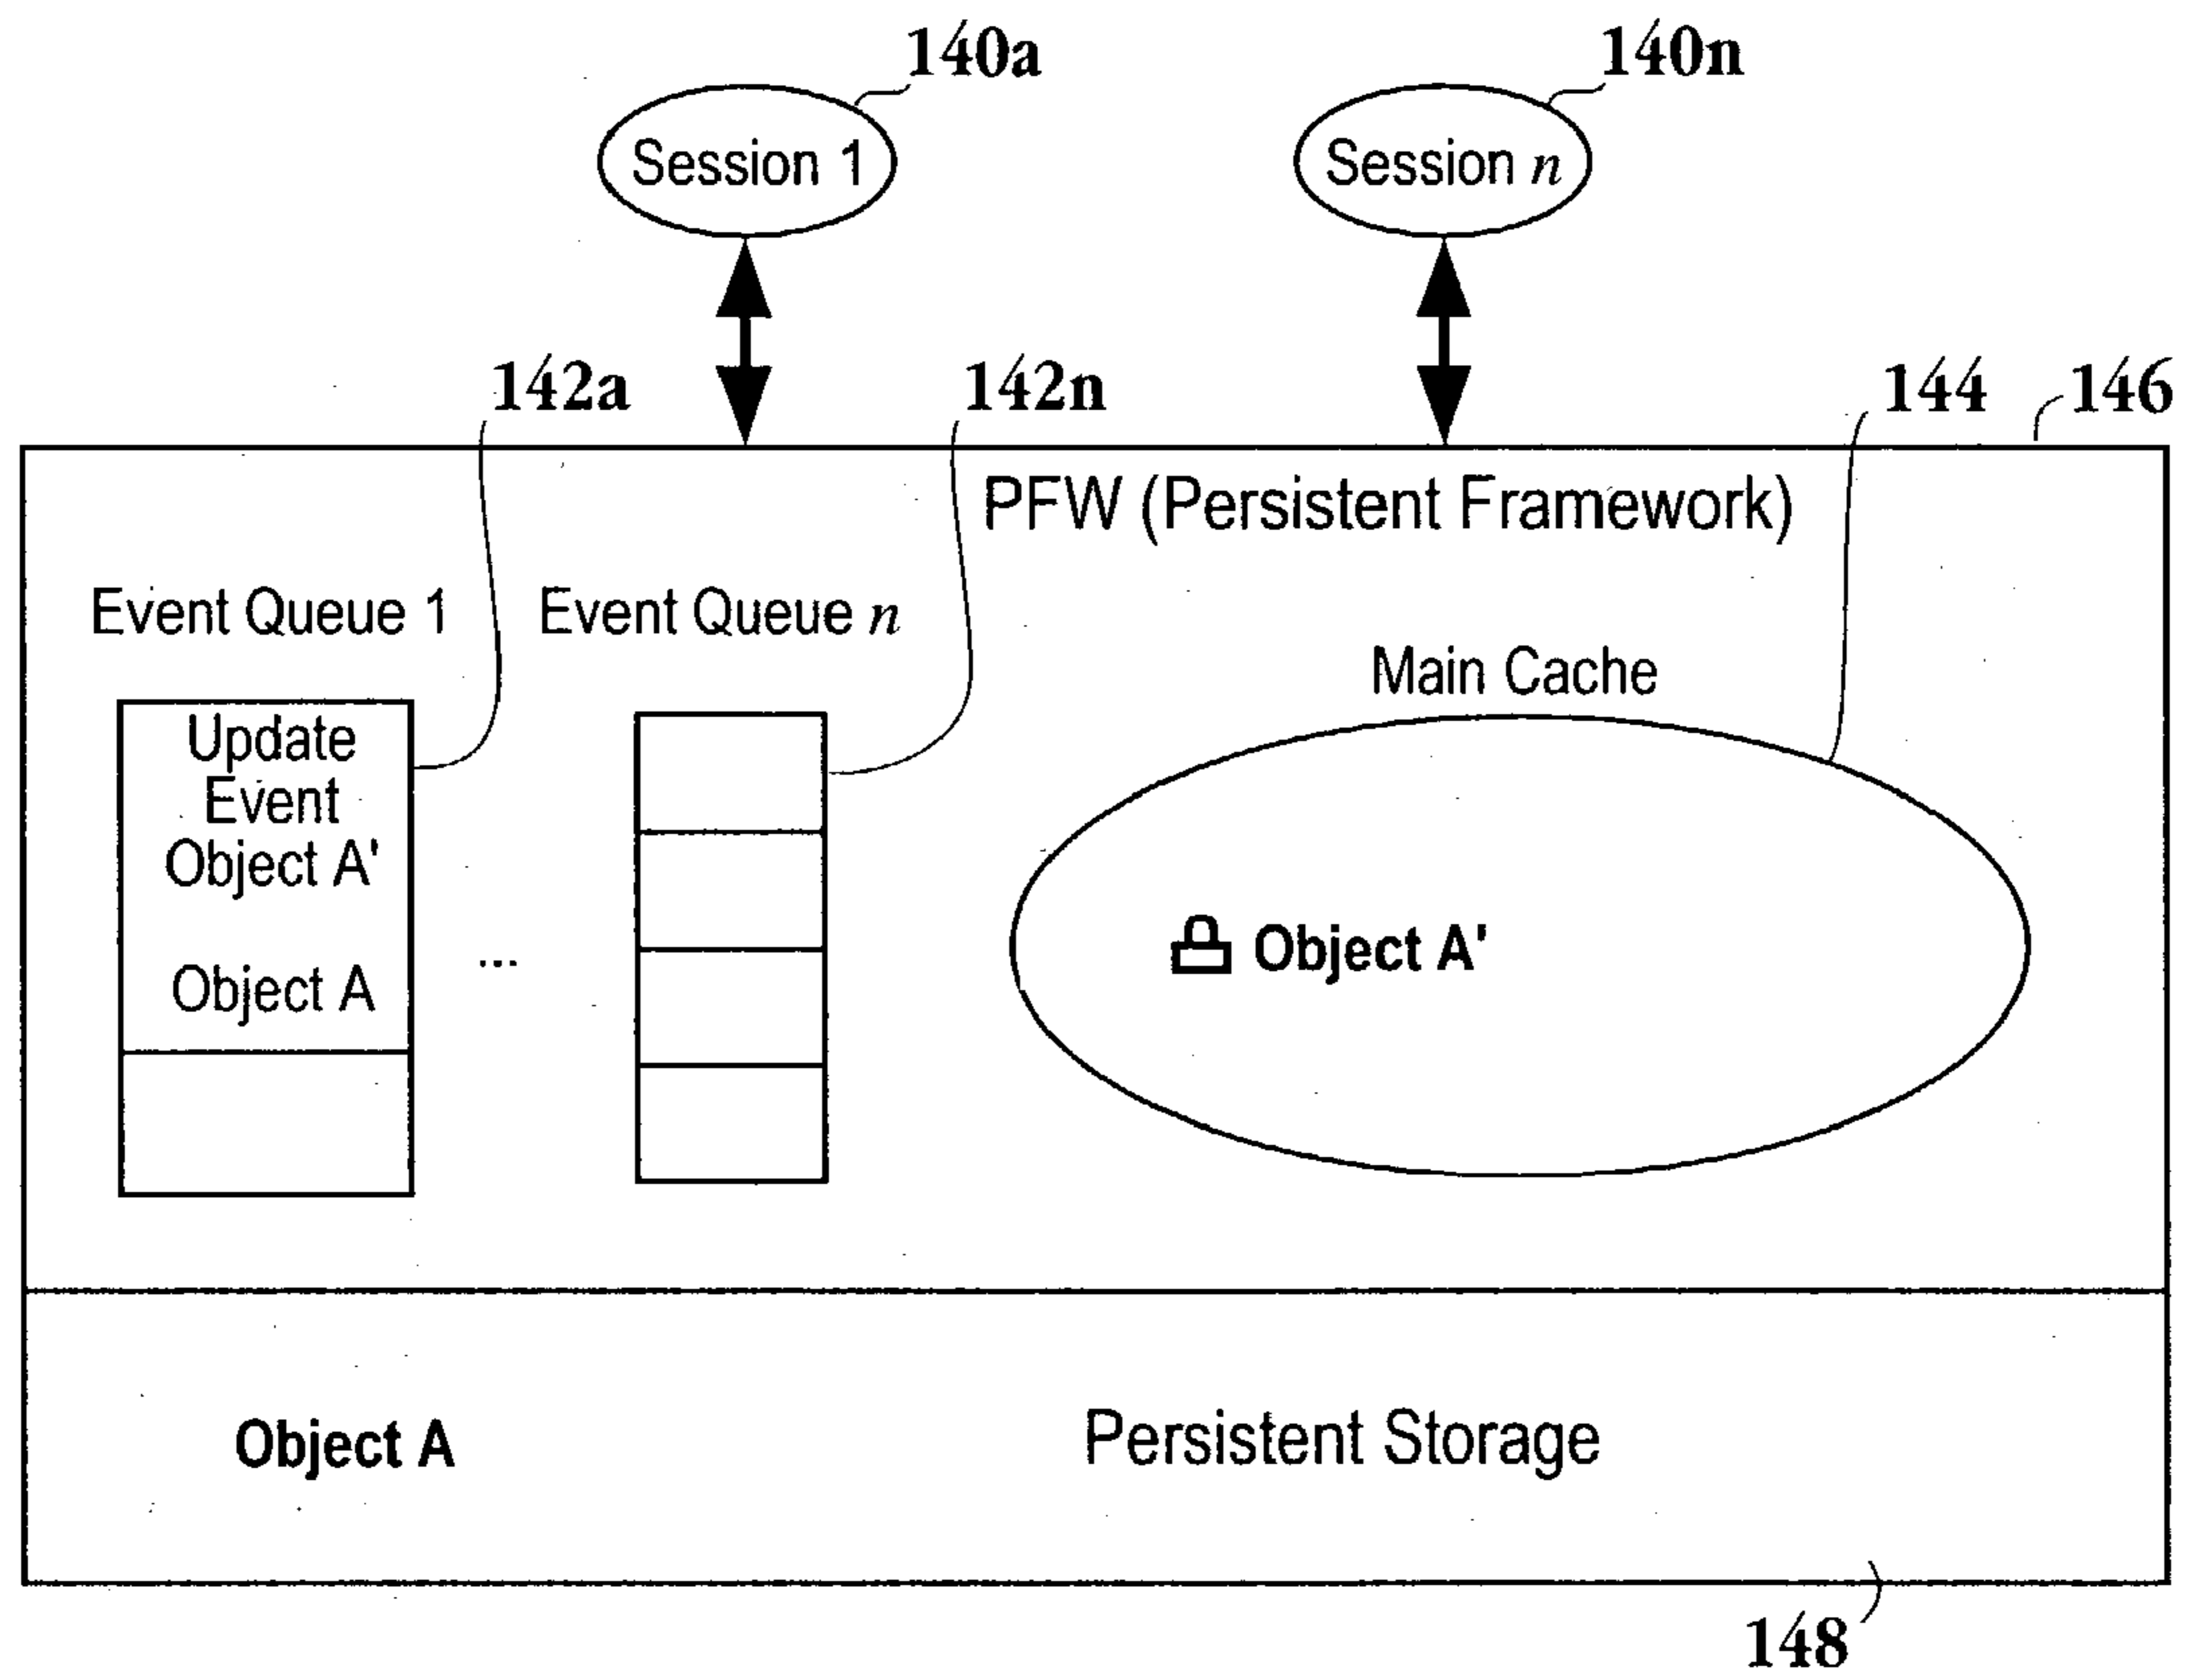 140a
140n
Session 1
Session n
142a
142n
144
146
PFW (Persistent Framework)
Event Queue 1
Event Queue n
Main Cache
Update
Event
Object A'
Object A
...
Object A'
Object A
Persistent Storage
148